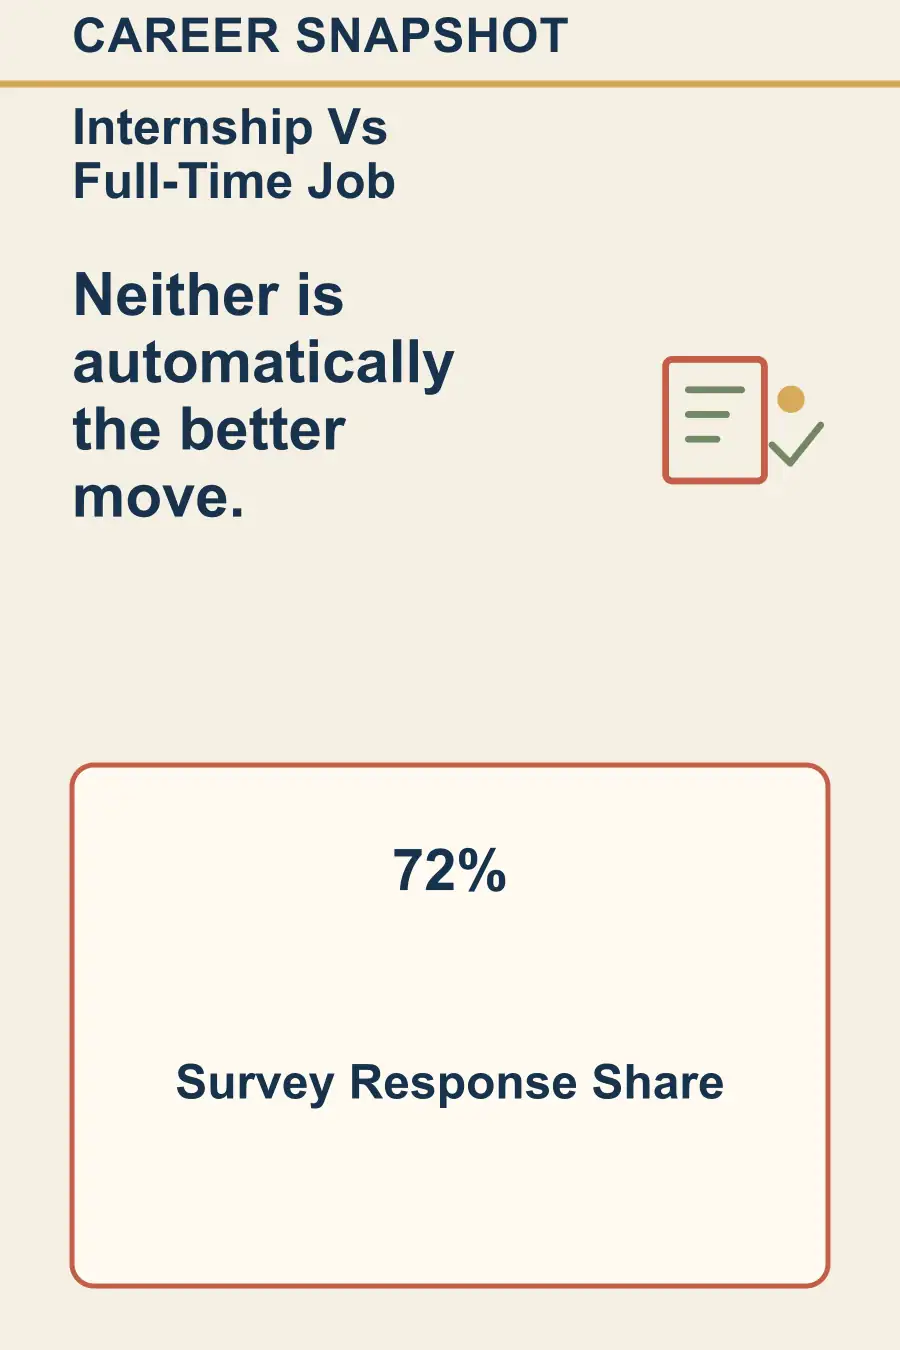 CAREER SNAPSHOT
Internship Vs
Full-Time Job
Neither is
automatically
the better
move.
72%
Survey Response Share